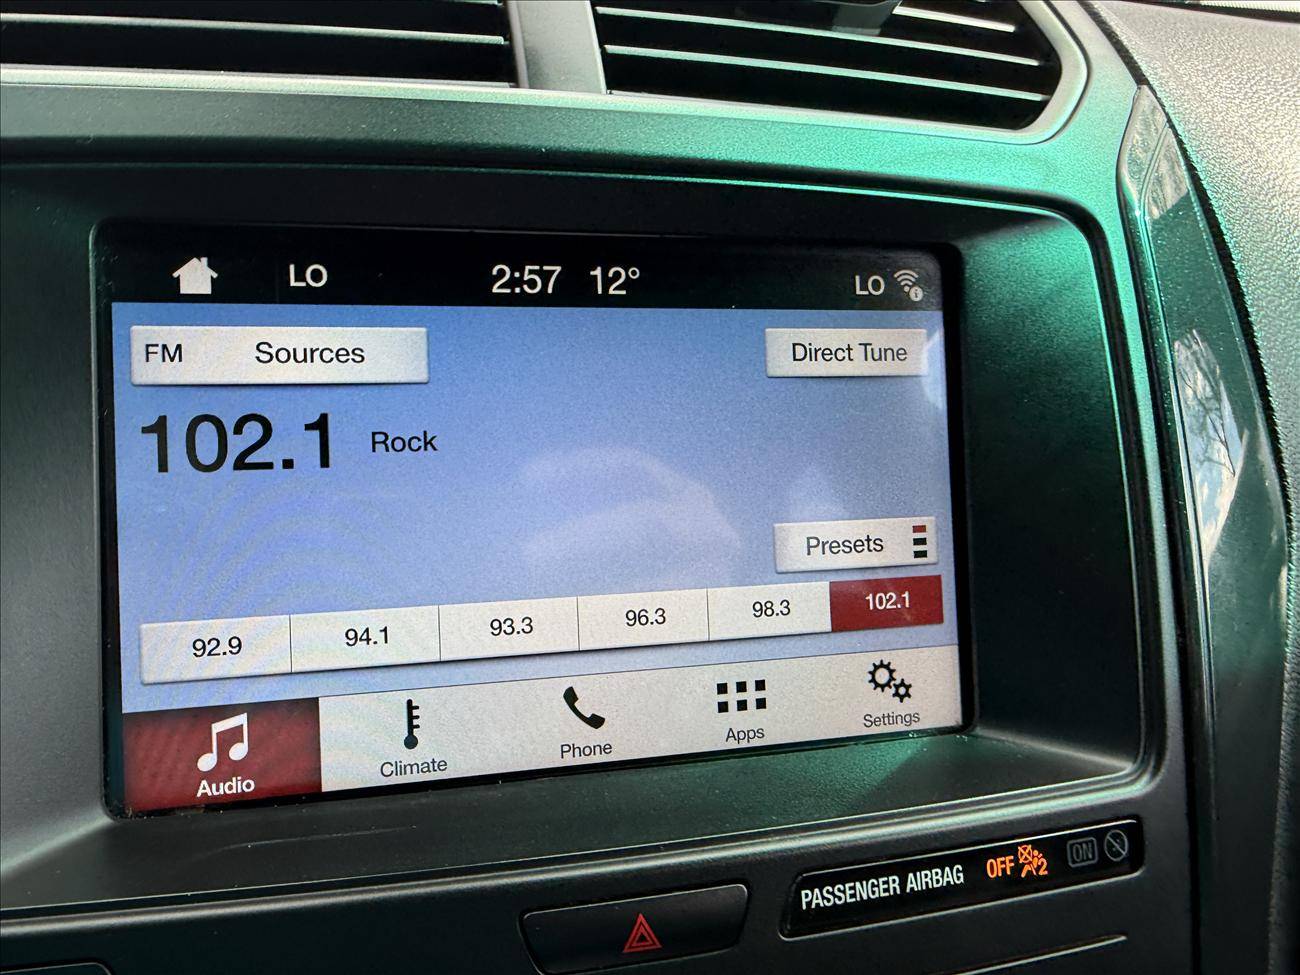 LO 2:57 12° LO
FM Sources Direct Tune
102.1 Rock
Presets
92.9 94.1 93.3 96.3 98.3 102.1
Audio Climate Phone Apps Settings
PASSENGER AIRBAG OFF 2 ON